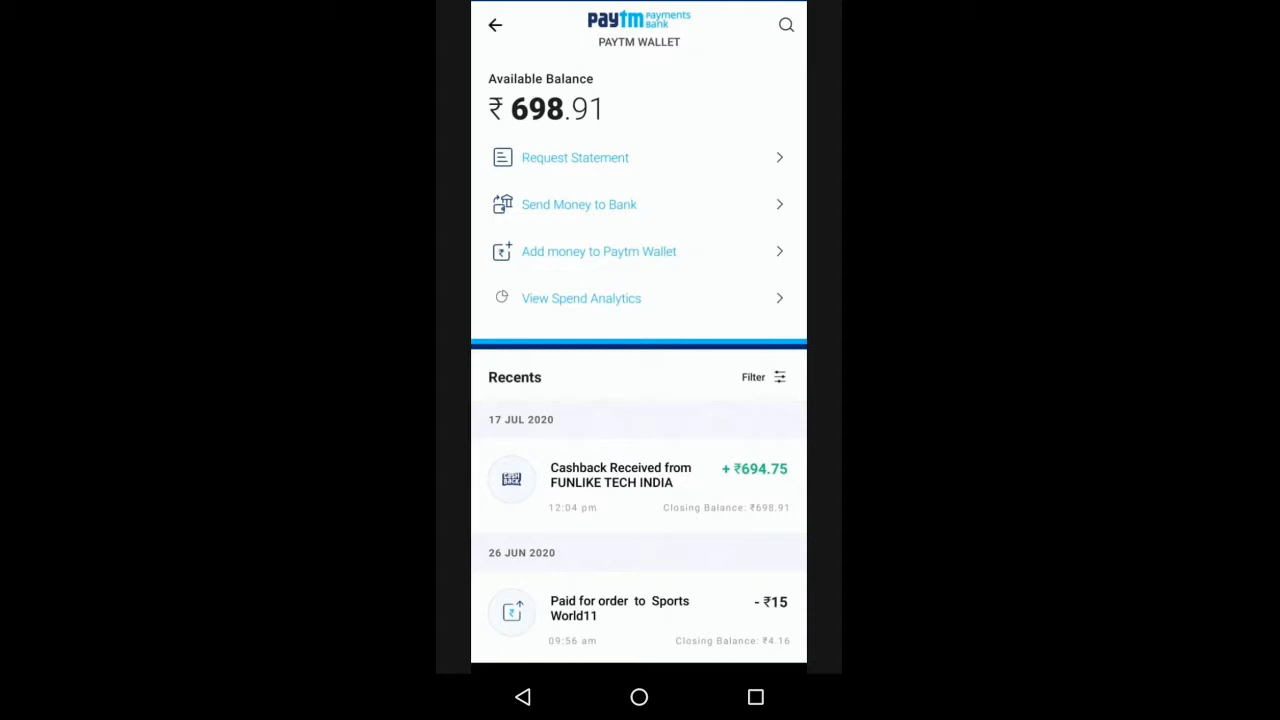 paytm Payments Bank
PAYTM WALLET
Available Balance
₹ 698.91
Request Statement
Send Money to Bank
Add money to Paytm Wallet
View Spend Analytics
Recents
Filter
17 JUL 2020
CASH BACK
Cashback Received from
FUNLIKE TECH INDIA
+ ₹694.75
12:04 pm
Closing Balance: ₹698.91
26 JUN 2020
Paid for order to Sports
World11
- ₹15
09:56 am
Closing Balance: ₹4.16